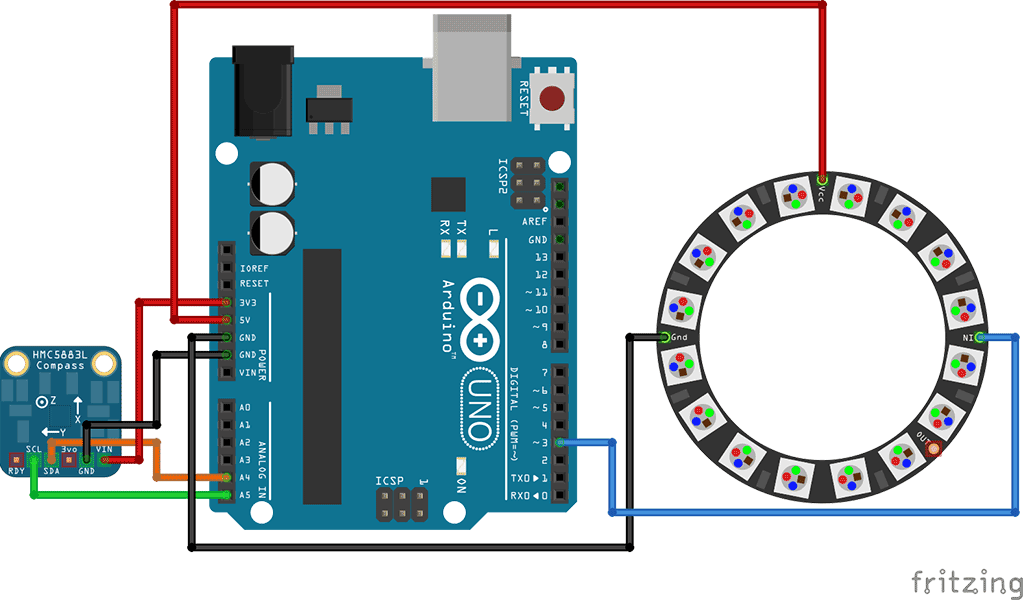 RESET
ICSP2
AREF
GND
13
12
~11
~10
~9
8
7
~6
~5
4
~3
2
TX0▶1
RX0◀0
L
TX
RX
Arduino™
UNO
DIGITAL (PWM=~)
ON
ICSP
1
IOREF
RESET
3V3
5V
GND
GND
VIN
POWER
A0
A1
A2
A3
A4
A5
ANALOG IN
HMC5883L
Compass
Z
X
Y
SCL 3vo VIN
RDY SDA GND
Vcc
Gnd
IN
OUT
fritzing